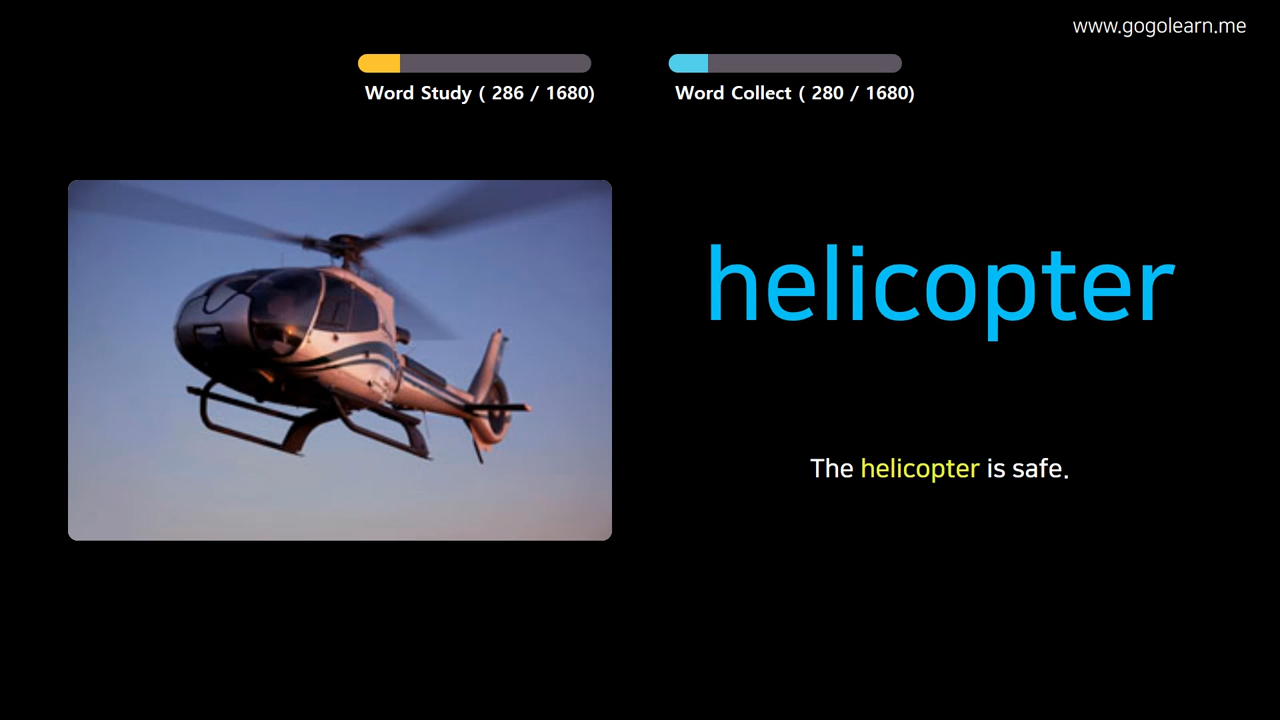 www.gogolearn.me
Word Study ( 286 / 1680)
Word Collect ( 280 / 1680)
helicopter
The helicopter is safe.